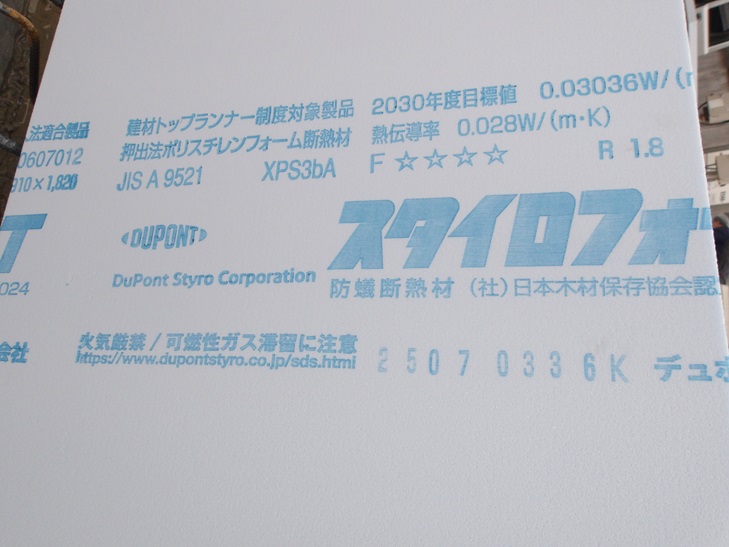 法適合製品
0607012
910×1,820
建材トップランナー制度対象製品 2030年度目標値 0.03036W/(m
押出法ポリスチレンフォーム断熱材 熱伝導率 0.028W/(m・K)
JIS A 9521 XPS3bA F☆☆☆☆ R 1.8
T
2024
DUPONT
DuPont Styro Corporation
スタイロフォ
防蟻断熱材 (社)日本木材保存協会認
会社
火気厳禁/可燃性ガス滞留に注意
https://www.dupontstyro.co.jp/sds.html
2507 0336K
デュポ